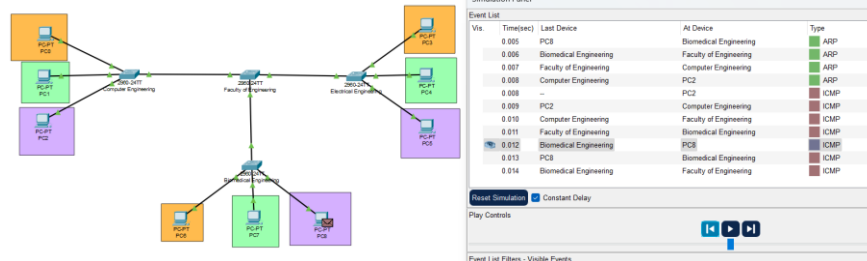 Simulation Panel
Event List
Vis. Time(sec) Last Device At Device Type
0.005 PC8 Biomedical Engineering ARP
0.006 Biomedical Engineering Faculty of Engineering ARP
0.007 Faculty of Engineering Computer Engineering ARP
0.008 Computer Engineering PC2 ARP
0.008 -- PC2 ICMP
0.009 PC2 Computer Engineering ICMP
0.010 Computer Engineering Faculty of Engineering ICMP
0.011 Faculty of Engineering Biomedical Engineering ICMP
0.012 Biomedical Engineering PC8 ICMP
0.013 PC8 Biomedical Engineering ICMP
0.014 Biomedical Engineering Faculty of Engineering ICMP
Reset Simulation Constant Delay
Play Controls
Event List Filters - Visible Events
PC-PT
PC0
PC-PT
PC1
PC-PT
PC2
2960-24TT
Computer Engineering
2960-24TT
Faculty of Engineering
2960-24TT
Electrical Engineering
PC-PT
PC3
PC-PT
PC4
PC-PT
2960-24TT
Biomedical Engineering
PC-PT
PC-PT
PC7
PC-PT